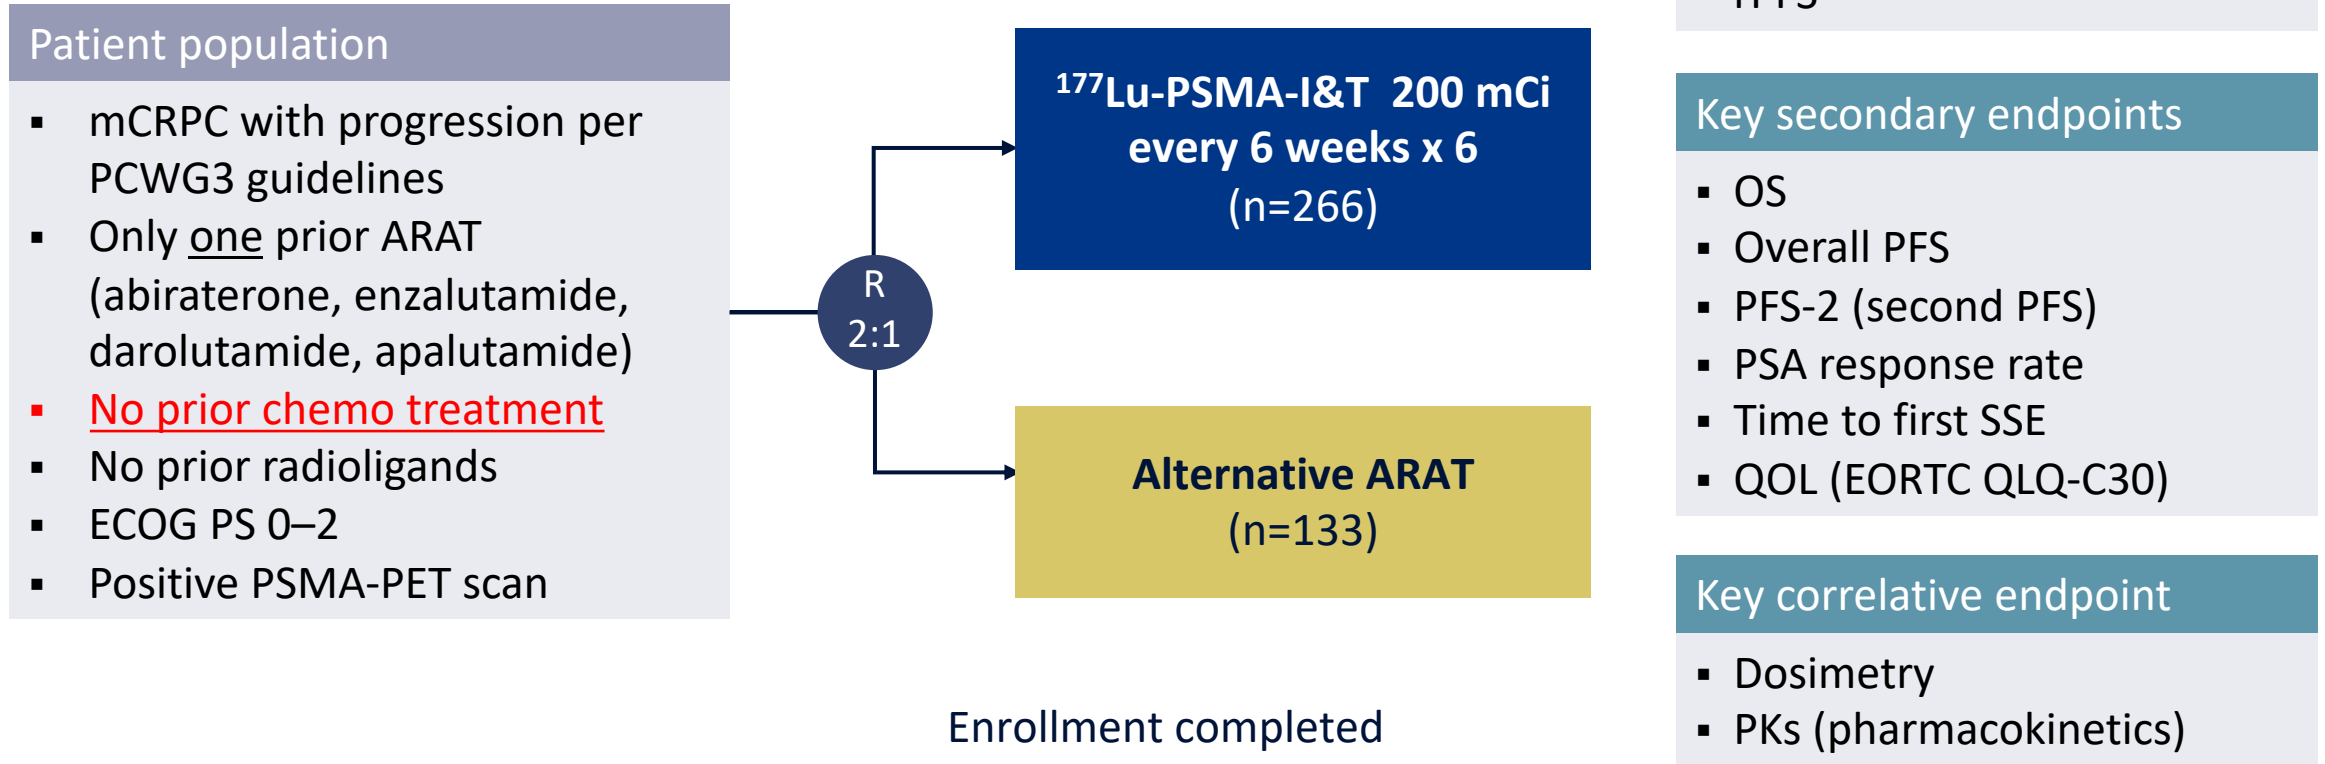 Patient population
▪ mCRPC with progression per
PCWG3 guidelines
▪ Only one prior ARAT
(abiraterone, enzalutamide,
darolutamide, apalutamide)
▪ No prior chemo treatment
▪ No prior radioligands
▪ ECOG PS 0–2
▪ Positive PSMA-PET scan
R
2:1
¹⁷⁷Lu-PSMA-I&T 200 mCi
every 6 weeks x 6
(n=266)
Alternative ARAT
(n=133)
Enrollment completed
Key secondary endpoints
▪ OS
▪ Overall PFS
▪ PFS-2 (second PFS)
▪ PSA response rate
▪ Time to first SSE
▪ QOL (EORTC QLQ-C30)
Key correlative endpoint
▪ Dosimetry
▪ PKs (pharmacokinetics)